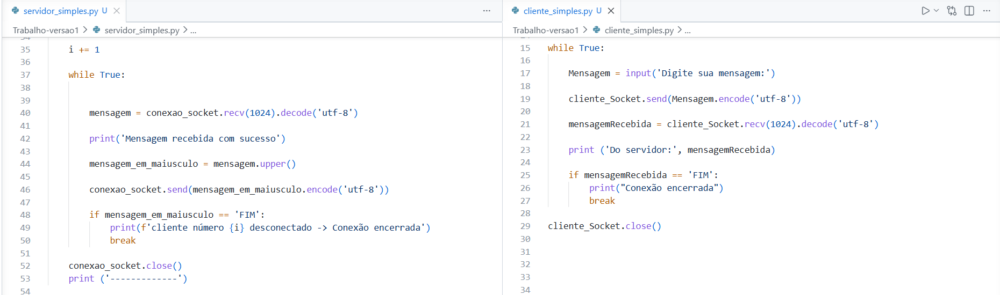 servidor_simples.py U
Trabalho-versao1 > servidor_simples.py > ...
34
35 i += 1
36
37 while True:
38
39
40 mensagem = conexao_socket.recv(1024).decode('utf-8')
41
42 print('Mensagem recebida com sucesso')
43
44 mensagem_em_maiusculo = mensagem.upper()
45
46 conexao_socket.send(mensagem_em_maiusculo.encode('utf-8'))
47
48 if mensagem_em_maiusculo == 'FIM':
49 print(f'cliente número {i} desconectado -> Conexão encerrada')
50 break
51
52 conexao_socket.close()
53 print ('-------------')
54
cliente_simples.py U
Trabalho-versao1 > cliente_simples.py > ...
15 while True:
16
17 Mensagem = input('Digite sua mensagem:')
18
19 cliente_Socket.send(Mensagem.encode('utf-8'))
20
21 mensagemRecebida = cliente_Socket.recv(1024).decode('utf-8')
22
23 print ('Do servidor:', mensagemRecebida)
24
25 if mensagemRecebida == 'FIM':
26 print("Conexão encerrada")
27 break
28
29 cliente_Socket.close()
30
31
32
33
34